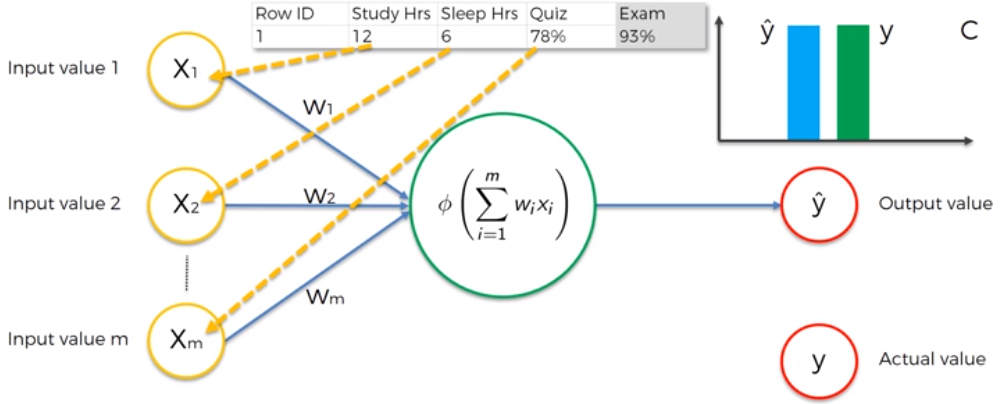 Row ID Study Hrs Sleep Hrs Quiz Exam
1 12 6 78% 93%
ŷ y C
Input value 1 X₁
W₁
Input value 2 X₂ W₂ ϕ(∑ᵢ₌₁ᵐ wᵢxᵢ) ŷ Output value
Wₘ
Input value m Xₘ y Actual value